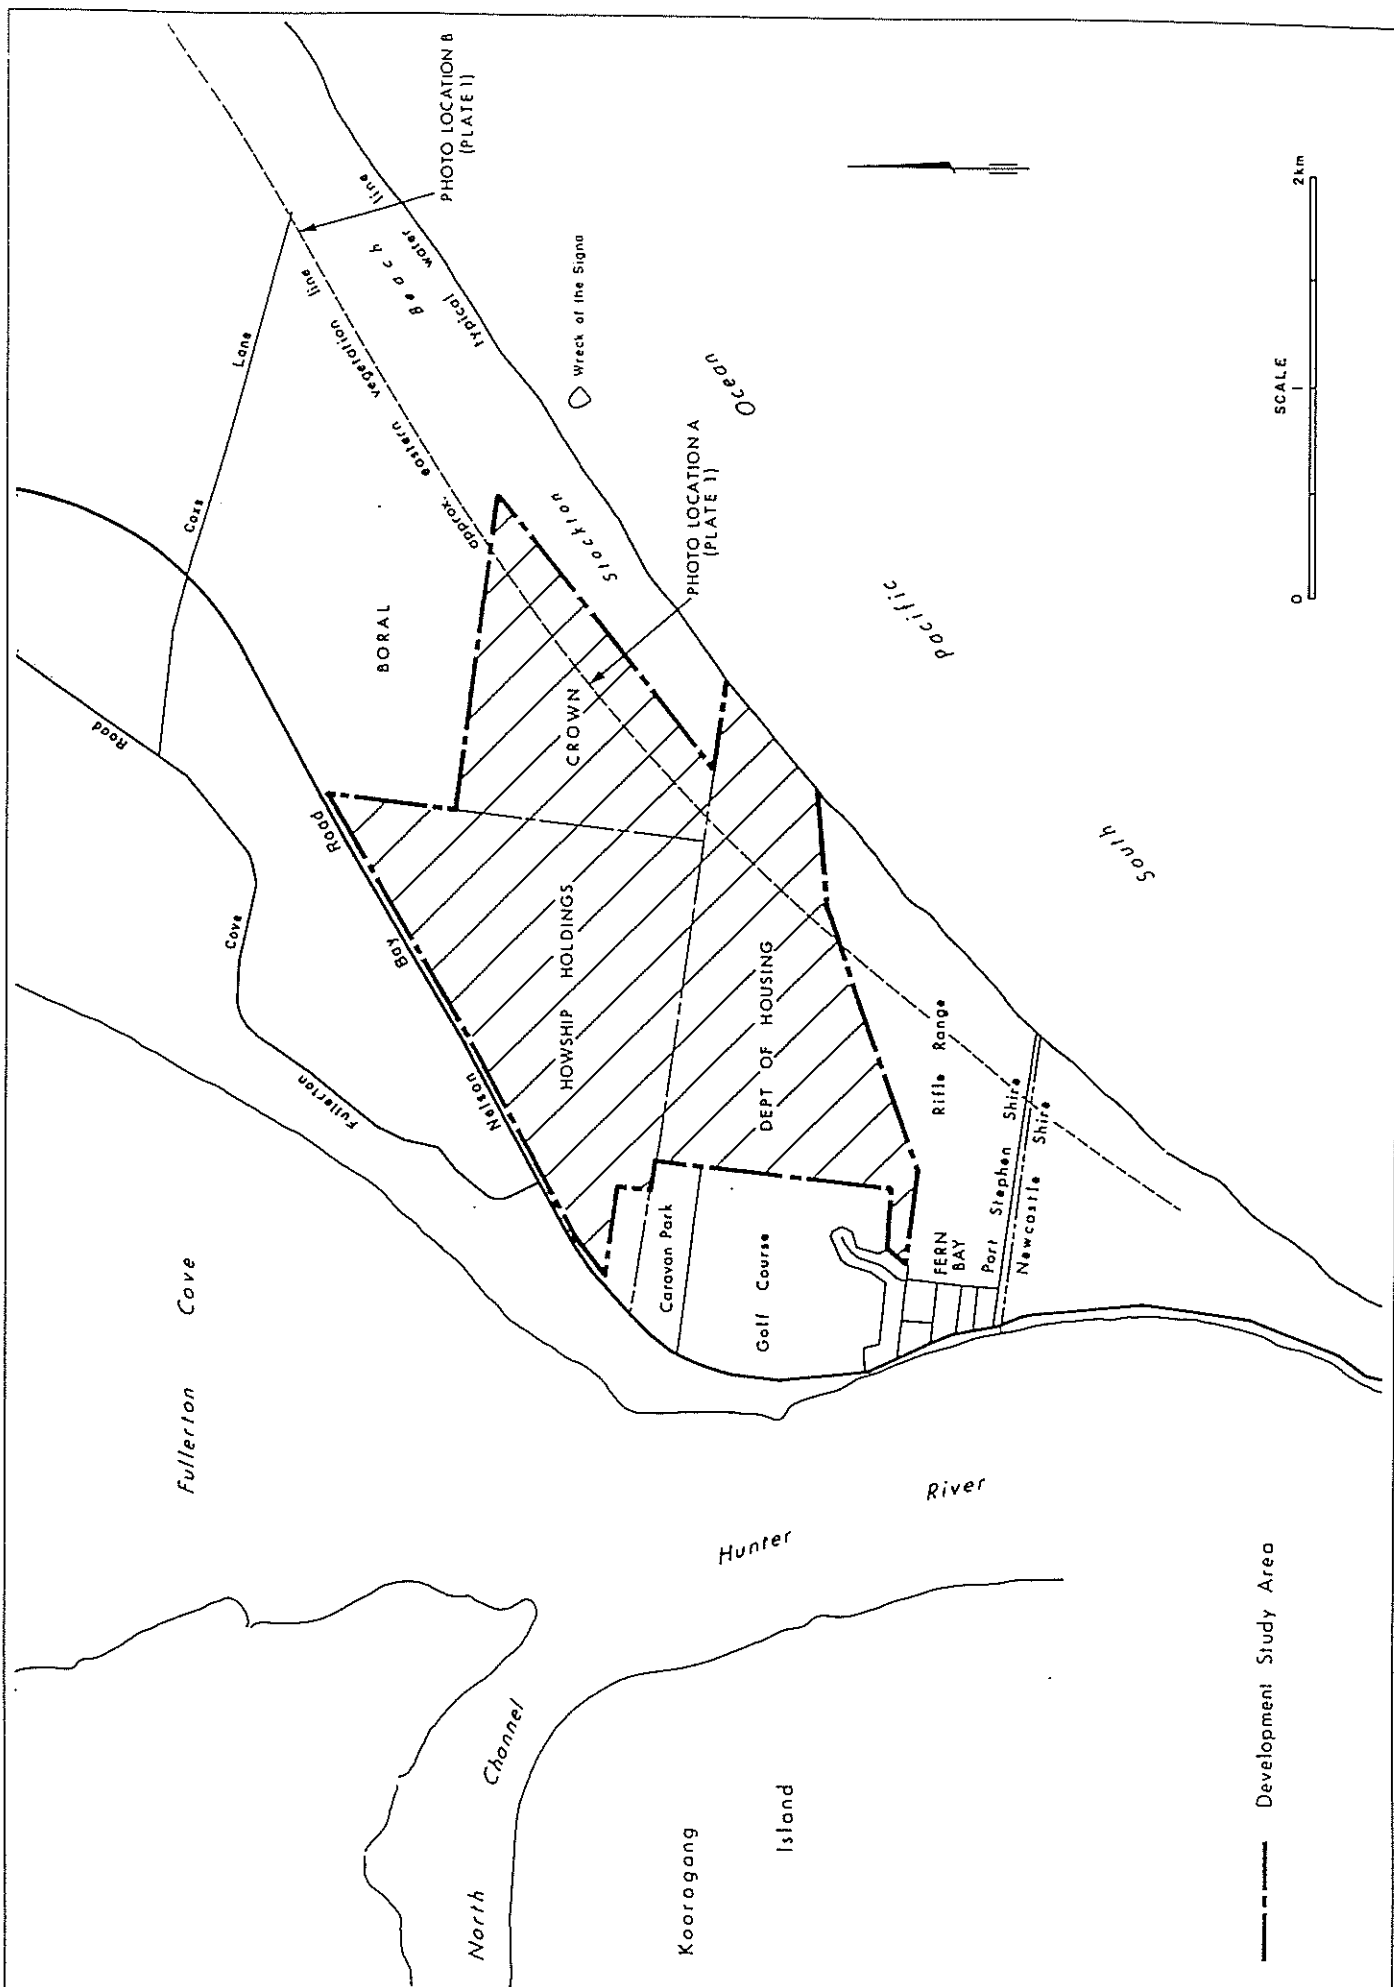 Fullerton Cove
North Channel
Kooragang
Island
Hunter River
Fullerton Cove Road
Nelson Bay Road
Coxs Lane
BORAL
HOWSHIP HOLDINGS
CROWN
DEPT OF HOUSING
Caravan Park
Golf Course
FERN
BAY
Port Stephen Shire
Newcastle Shire
Rifle Range
approx. eastern vegetation line
Stockton Beach
typical water line
PHOTO LOCATION B
(PLATE 1)
PHOTO LOCATION A
(PLATE 1)
Wreck of the Signa
South Pacific Ocean
SCALE
0 1 2km
Development Study Area